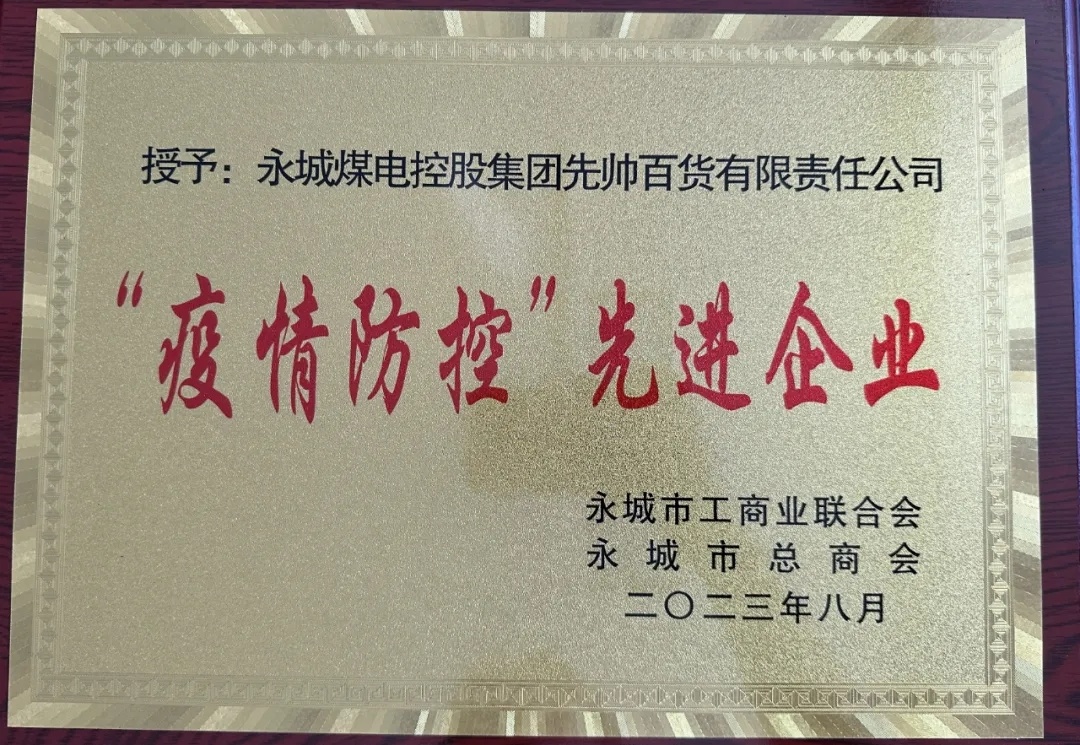 授予：永城煤电控股集团先帅百货有限责任公司
“疫情防控”先进企业
永城市工商业联合会
永城市总商会
二〇二三年八月